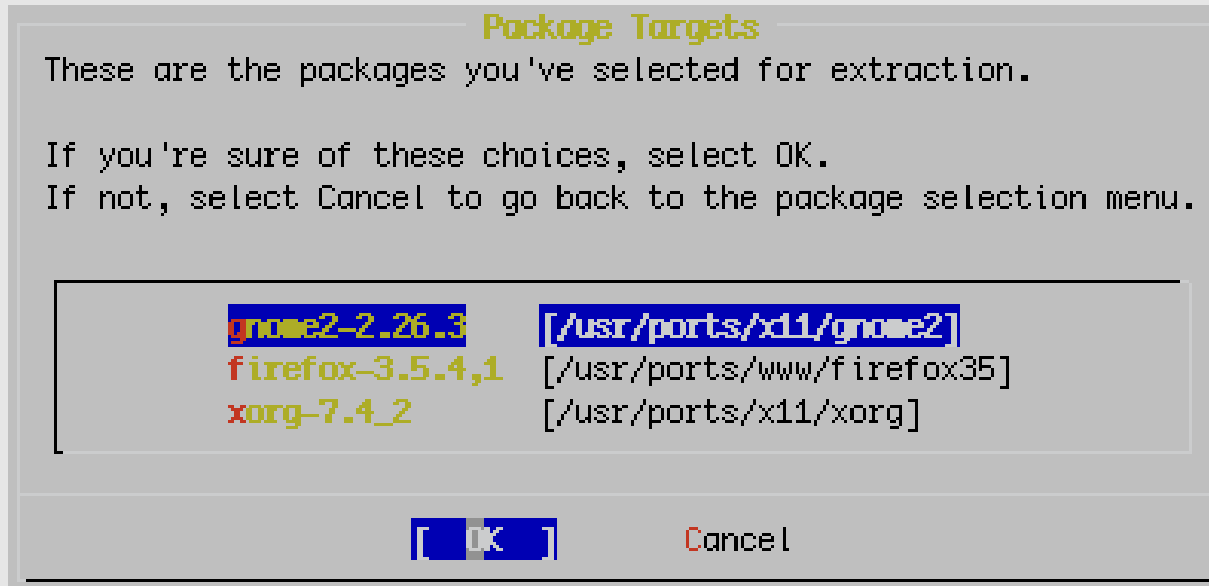 Package Targets
These are the packages you've selected for extraction.
If you're sure of these choices, select OK.
If not, select Cancel to go back to the package selection menu.
gnome2-2.26.3 [/usr/ports/x11/gnome2]
firefox-3.5.4,1 [/usr/ports/www/firefox35]
xorg-7.4_2 [/usr/ports/x11/xorg]
[ OK ] Cancel